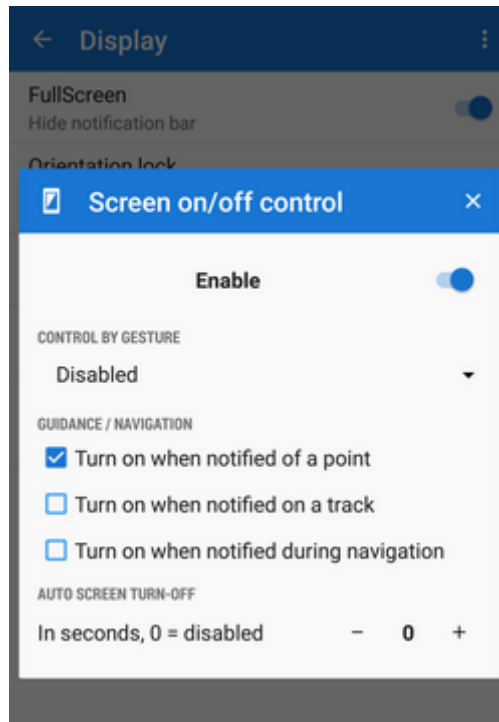 Display
FullScreen
Hide notification bar
Orientation lock
Screen on/off control
Enable
CONTROL BY GESTURE
Disabled
GUIDANCE / NAVIGATION
Turn on when notified of a point
Turn on when notified on a track
Turn on when notified during navigation
AUTO SCREEN TURN-OFF
In seconds, 0 = disabled - 0 +